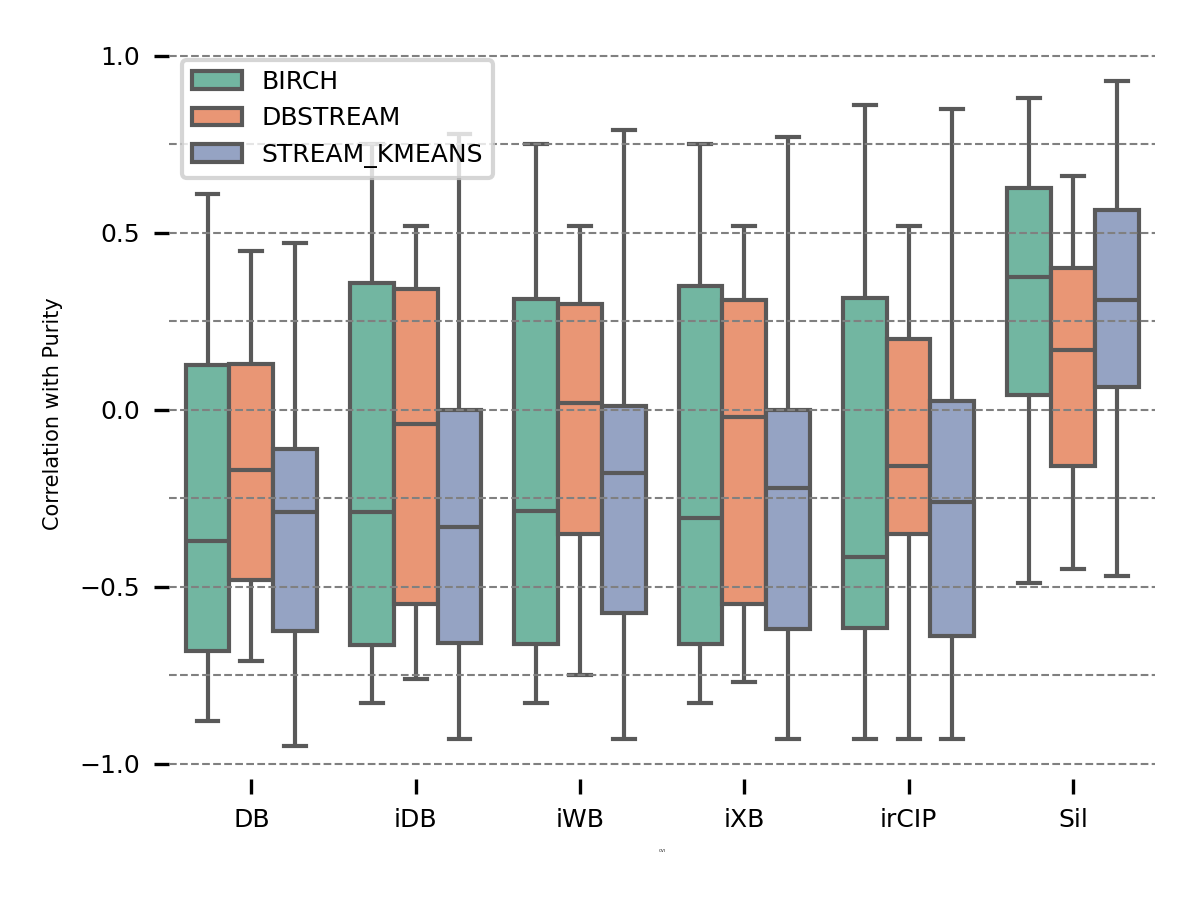 1.0
0.5
0.0
−0.5
−1.0
Correlation with Purity
BIRCH
DBSTREAM
STREAM_KMEANS
DB
iDB
iWB
iXB
irCIP
Sil